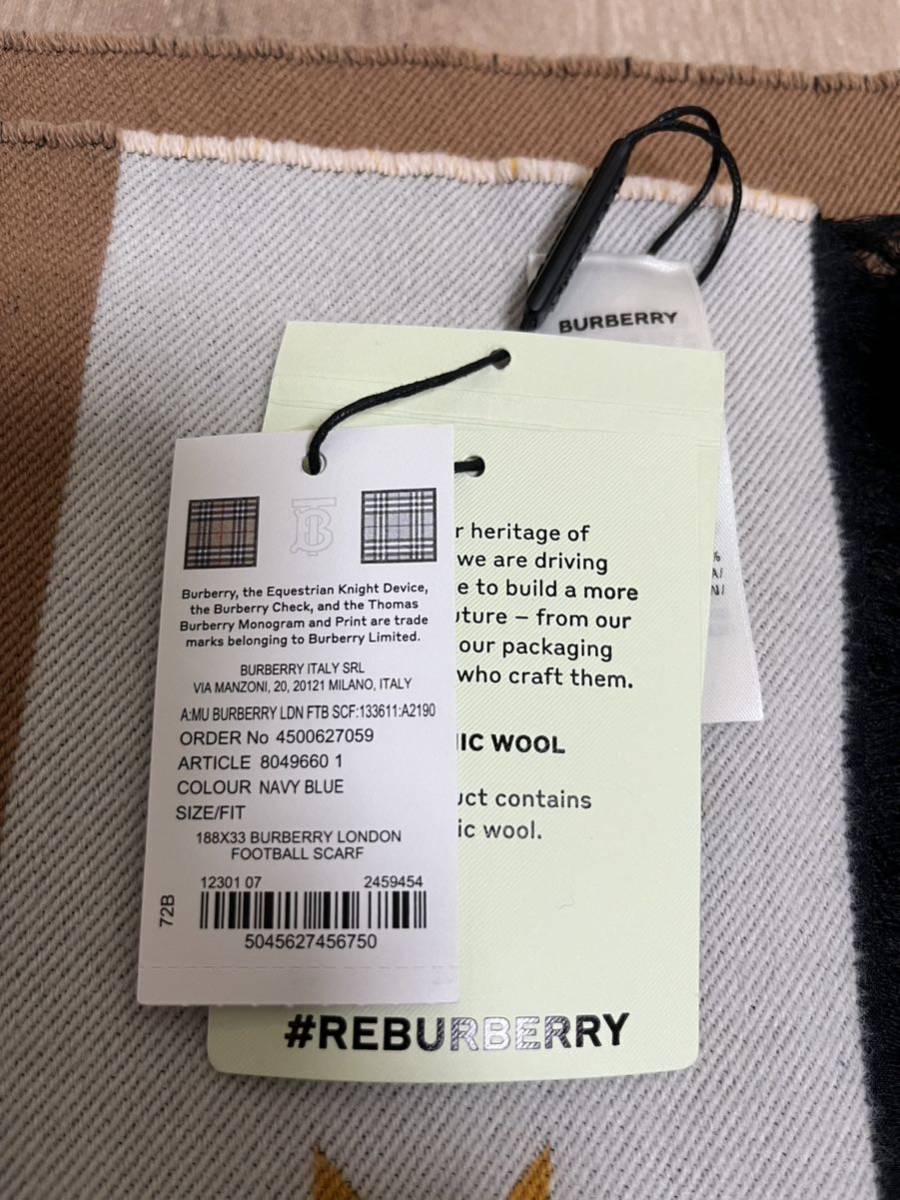 BURBERRY
Burberry, the Equestrian Knight Device,
the Burberry Check, and the Thomas
Burberry Monogram and Print are trade
marks belonging to Burberry Limited.
BURBERRY ITALY SRL
VIA MANZONI, 20, 20121 MILANO, ITALY
A:MU BURBERRY LDN FTB SCF:133611:A2190
ORDER No 4500627059
ARTICLE 8049660 1
COLOUR NAVY BLUE
SIZE/FIT
188X33 BURBERRY LONDON
FOOTBALL SCARF
12301 07 2459454
72B
5045627456750
heritage of
we are driving
e to build a more
uture – from our
our packaging
who craft them.
IC WOOL
uct contains
ic wool.
#REBURBERRY